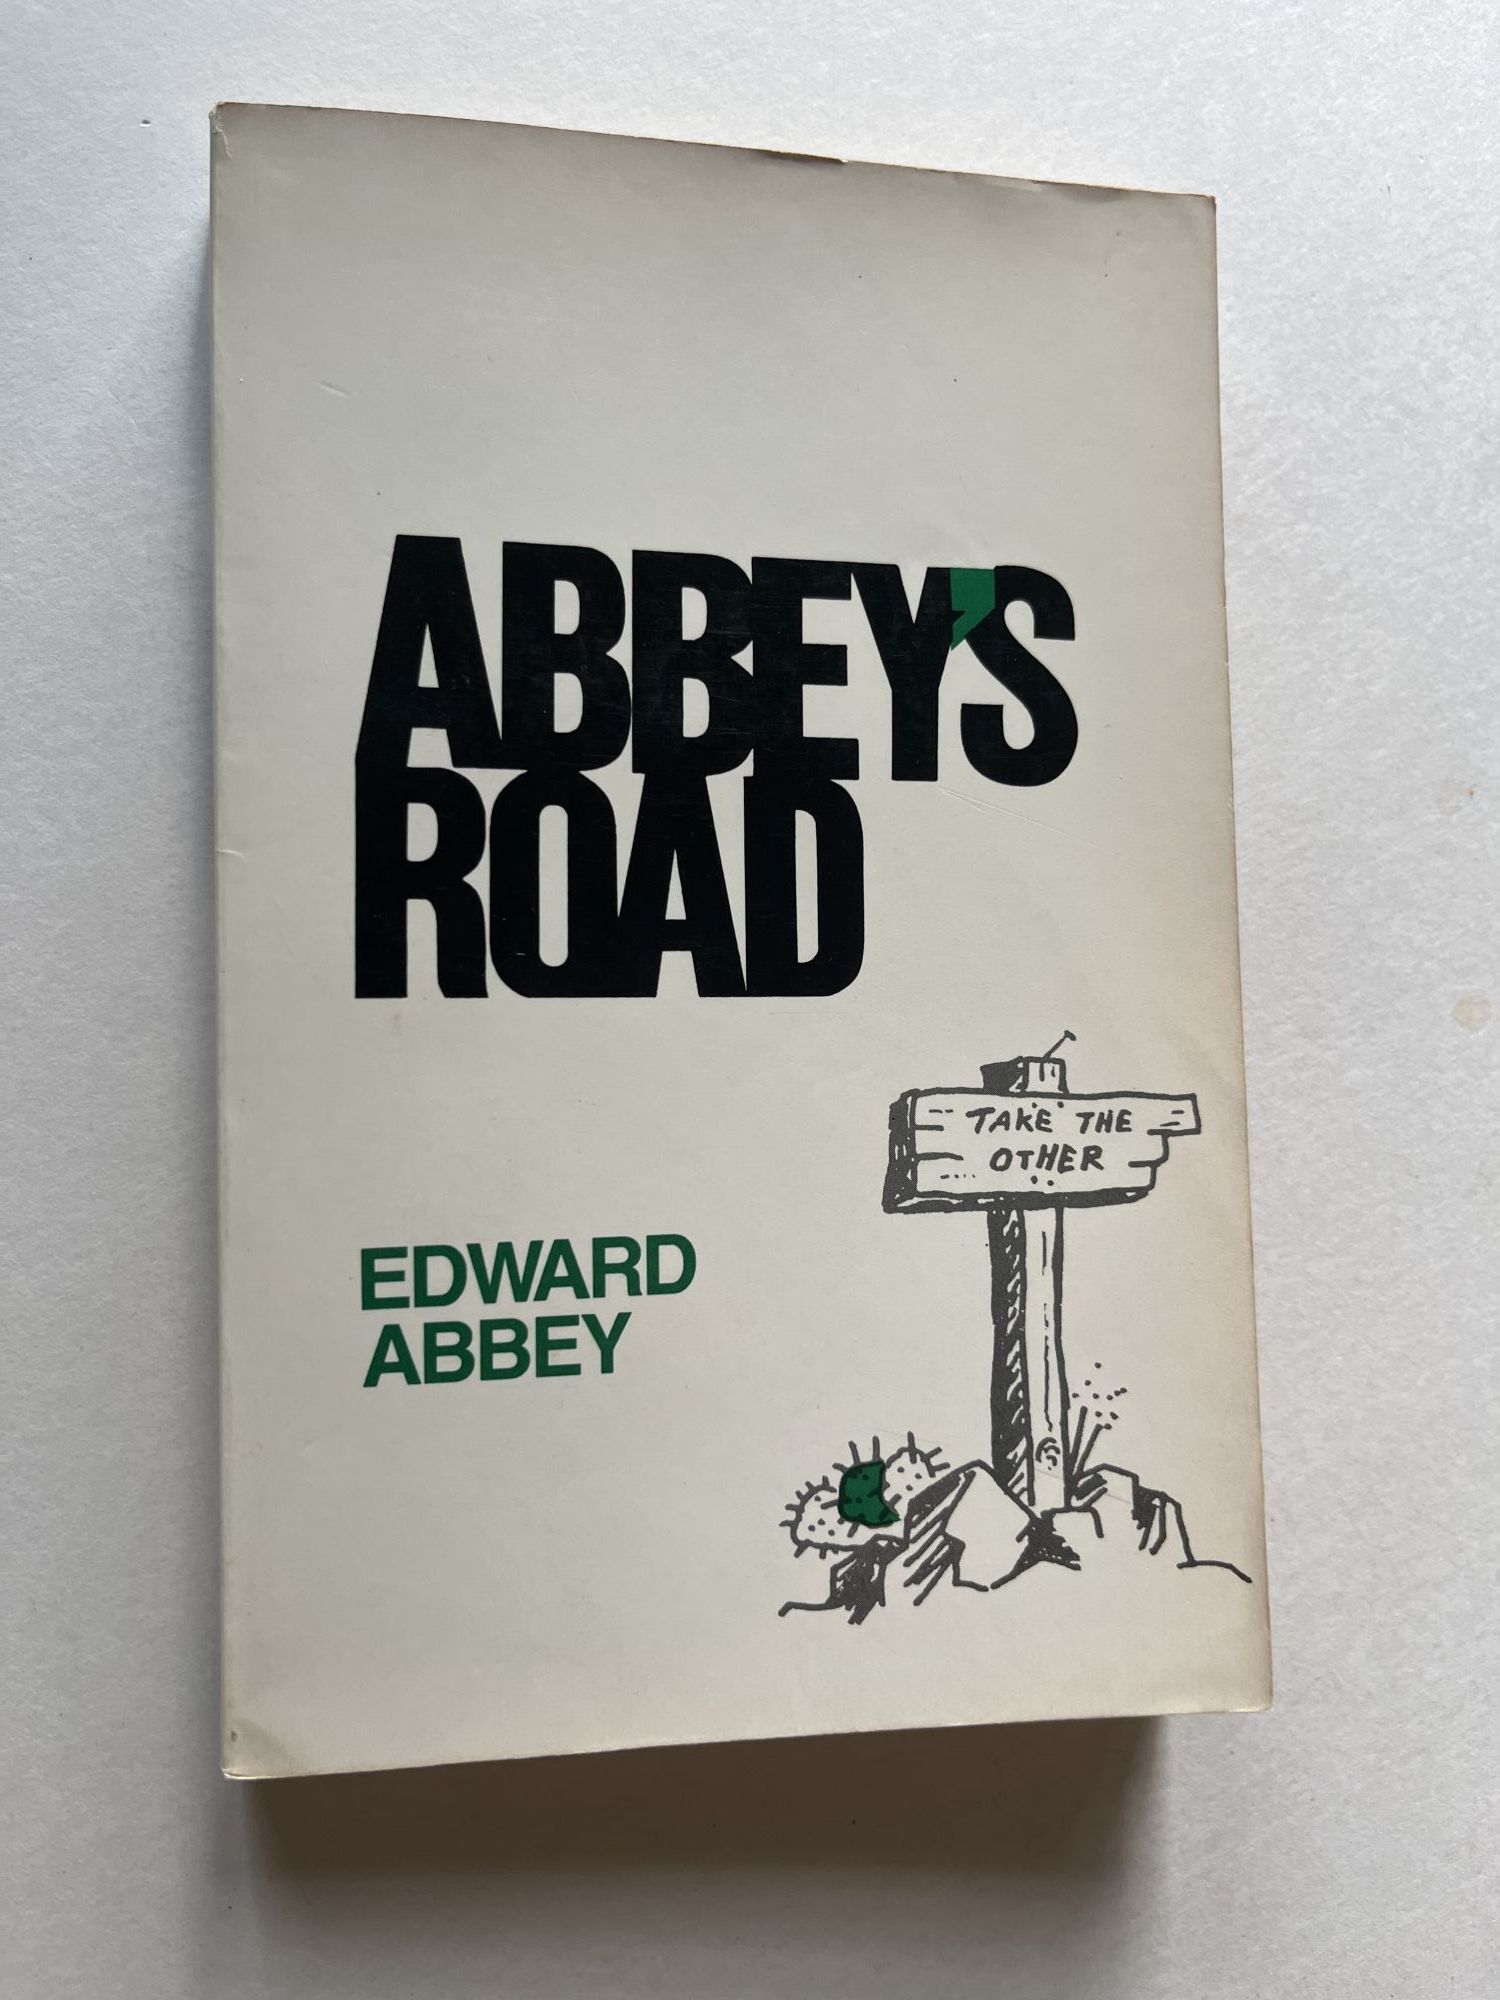 ABBEY'S
ROAD
TAKE THE
OTHER
EDWARD
ABBEY